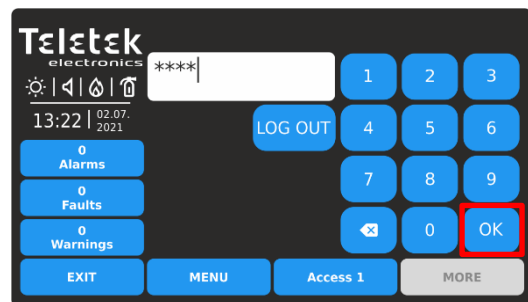 Teletek
electronics
13:22 02.07.
2021
0
Alarms
0
Faults
0
Warnings
****
LOG OUT
1 2 3
4 5 6
7 8 9
0 OK
EXIT MENU Access 1 MORE